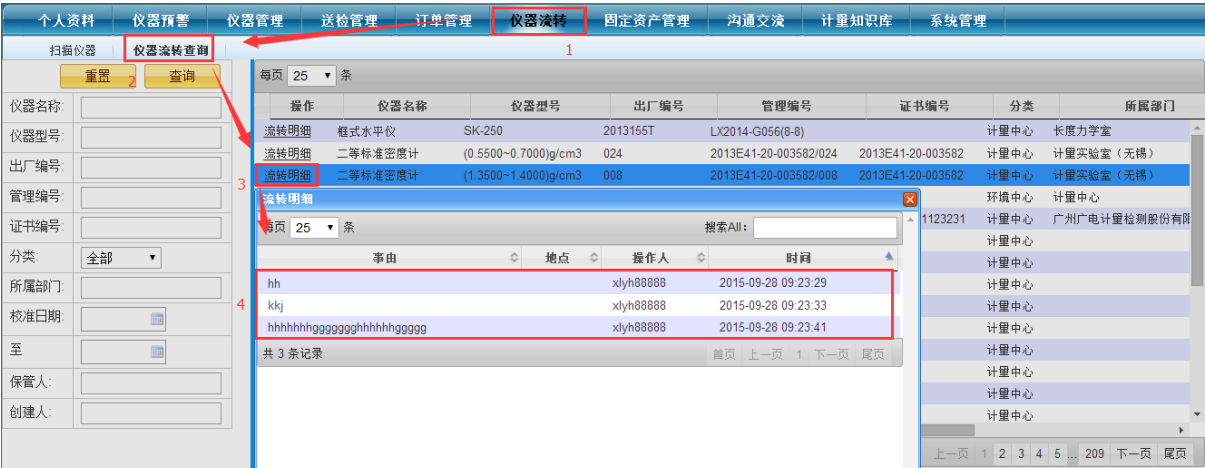 个人资料 仪器预警 仪器管理 送检管理 订单管理 仪器流转 固定资产管理 沟通交流 计量知识库 系统管理
扫描仪器 仪器流转查询 1
重置 2 查询
每页 25 条
操作 仪器名称 仪器型号 出厂编号 管理编号 证书编号 分类 所属部门
仪器名称:
流转明细 框式水平仪 SK-250 2013155T LX2014-G056(8-8) 计量中心 长度力学室
仪器型号:
流转明细 二等标准密度计 (0.5500~0.7000)g/cm3 024 2013E41-20-003582/024 2013E41-20-003582 计量中心 计量实验室（无锡）
出厂编号:
3 流转明细 二等标准密度计 (1.3500~1.4000)g/cm3 008 2013E41-20-003582/008 2013E41-20-003582 计量中心 计量实验室（无锡）
管理编号:
流转明细
环境中心 计量中心
证书编号:
每页 25 条 搜索All:
1123231 计量中心 广州广电计量检测股份有限
计量中心
分类: 全部
事由 地点 操作人 时间
计量中心
所属部门:
hh xlyh88888 2015-09-28 09:23:29
计量中心
4 kkj xlyh88888 2015-09-28 09:23:33
计量中心
校准日期:
hhhhhhhgggggggghhhhhhggggg xlyh88888 2015-09-28 09:23:41
计量中心
至
共 3 条记录 首页 上一页 1 下一页 尾页
计量中心
计量中心
保管人:
计量中心
创建人:
计量中心
上一页 1 2 3 4 5 ... 209 下一页 尾页